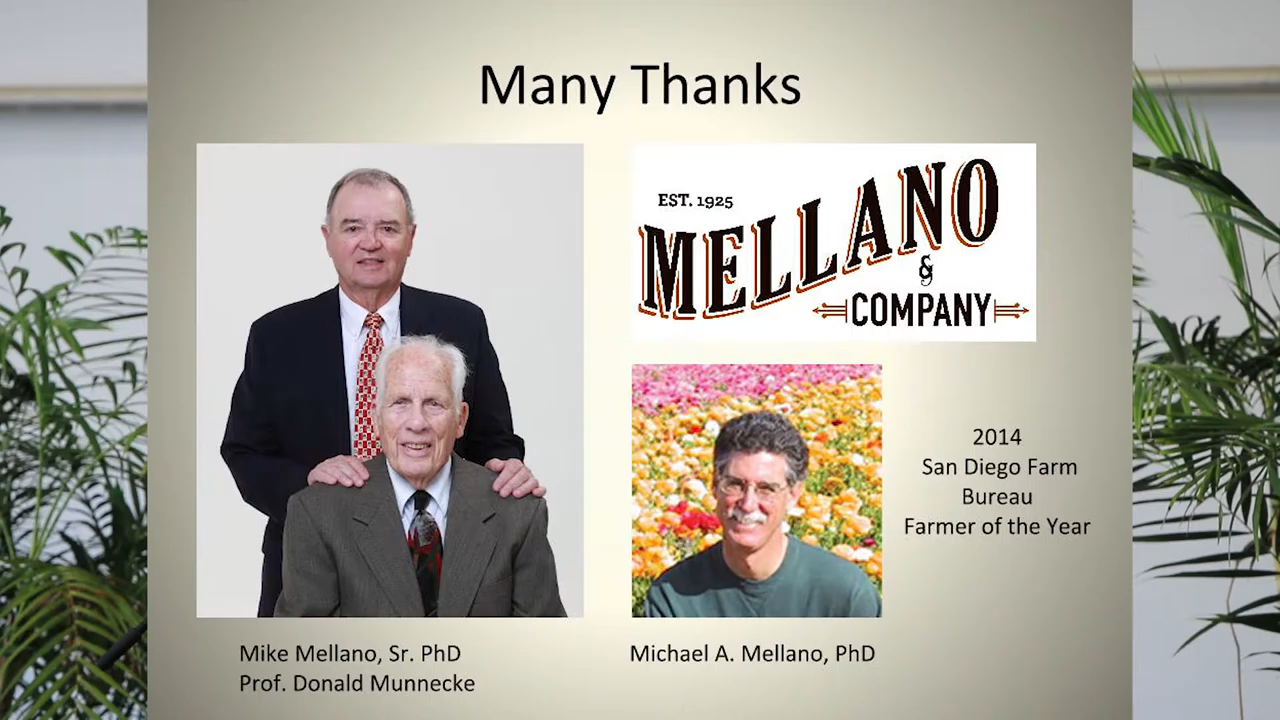 Many Thanks
EST. 1925
MELLANO
&
COMPANY
2014
San Diego Farm
Bureau
Farmer of the Year
Mike Mellano, Sr. PhD
Prof. Donald Munnecke
Michael A. Mellano, PhD